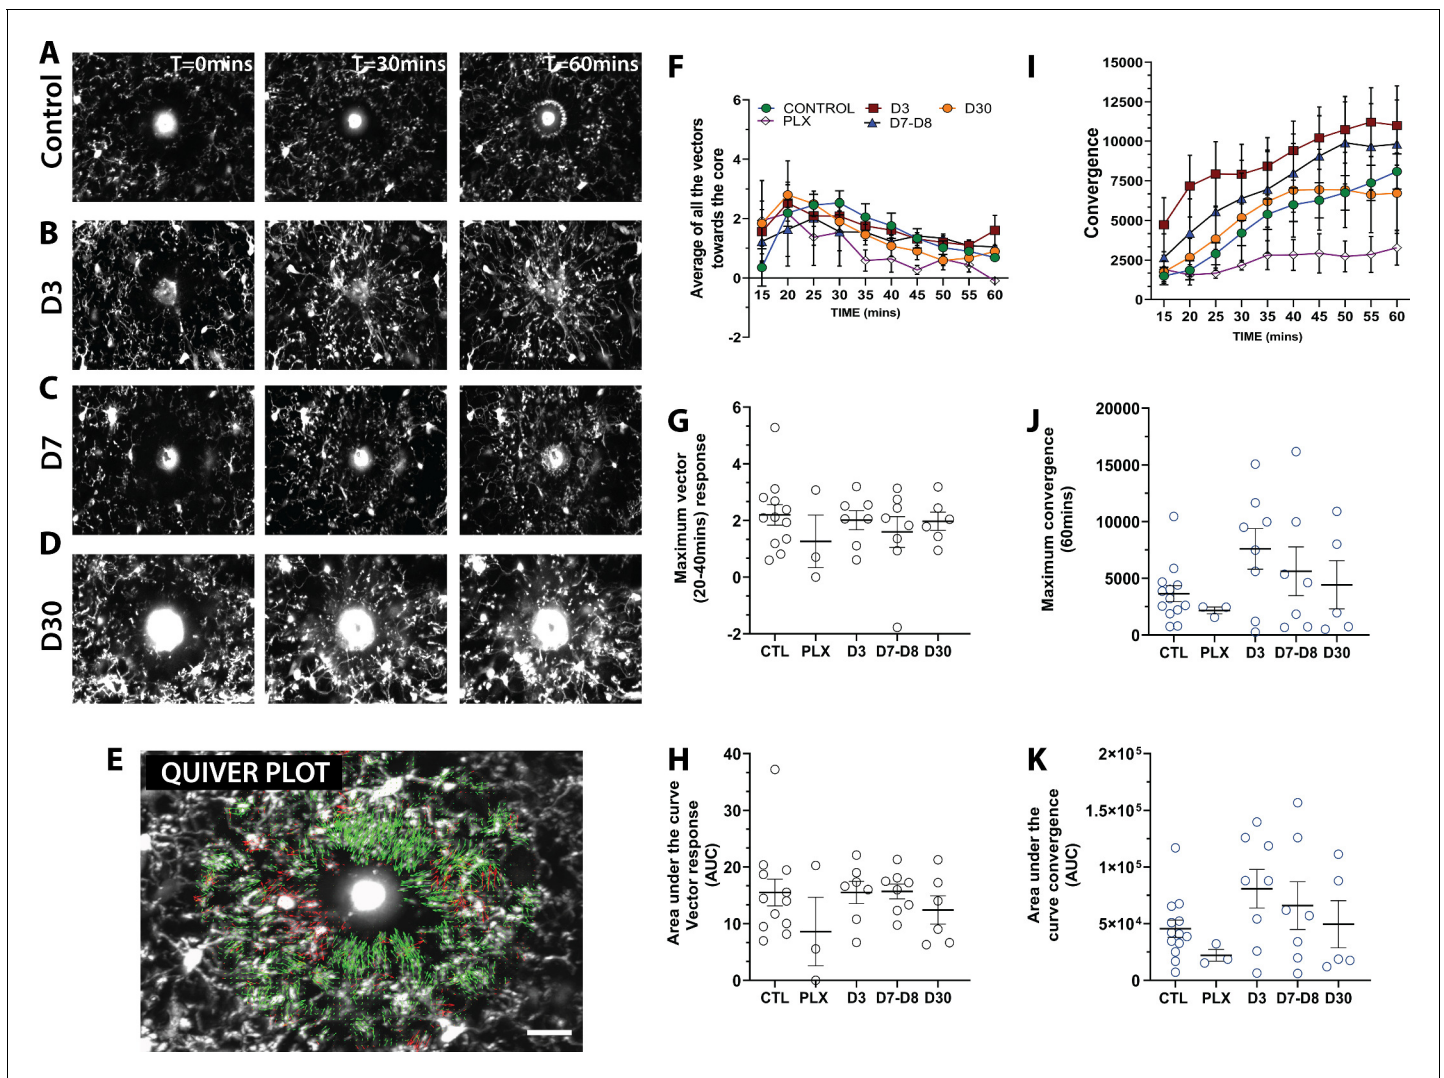 A
Control
T=0mins
T=30mins
T=60mins
B
D3
C
D7
D
D30
E
QUIVER PLOT
F
Average of all the vectors
towards the core
6
4
2
0
-2
CONTROL
D3
D30
PLX
D7-D8
15 20 25 30 35 40 45 50 55 60
TIME (mins)
G
Maximum vector
(20-40mins) response
6
4
2
0
-2
CTL PLX D3 D7-D8 D30
H
Area under the curve
Vector response
(AUC)
40
30
20
10
0
CTL PLX D3 D7-D8 D30
I
Convergence
15000
12500
10000
7500
5000
2500
0
15 20 25 30 35 40 45 50 55 60
TIME (mins)
J
Maximum convergence
(60mins)
20000
15000
10000
5000
0
CTL PLX D3 D7-D8 D30
K
Area under the
curve convergence
(AUC)
2×10⁵
1.5×10⁵
1×10⁵
5×10⁴
0
CTL PLX D3 D7-D8 D30